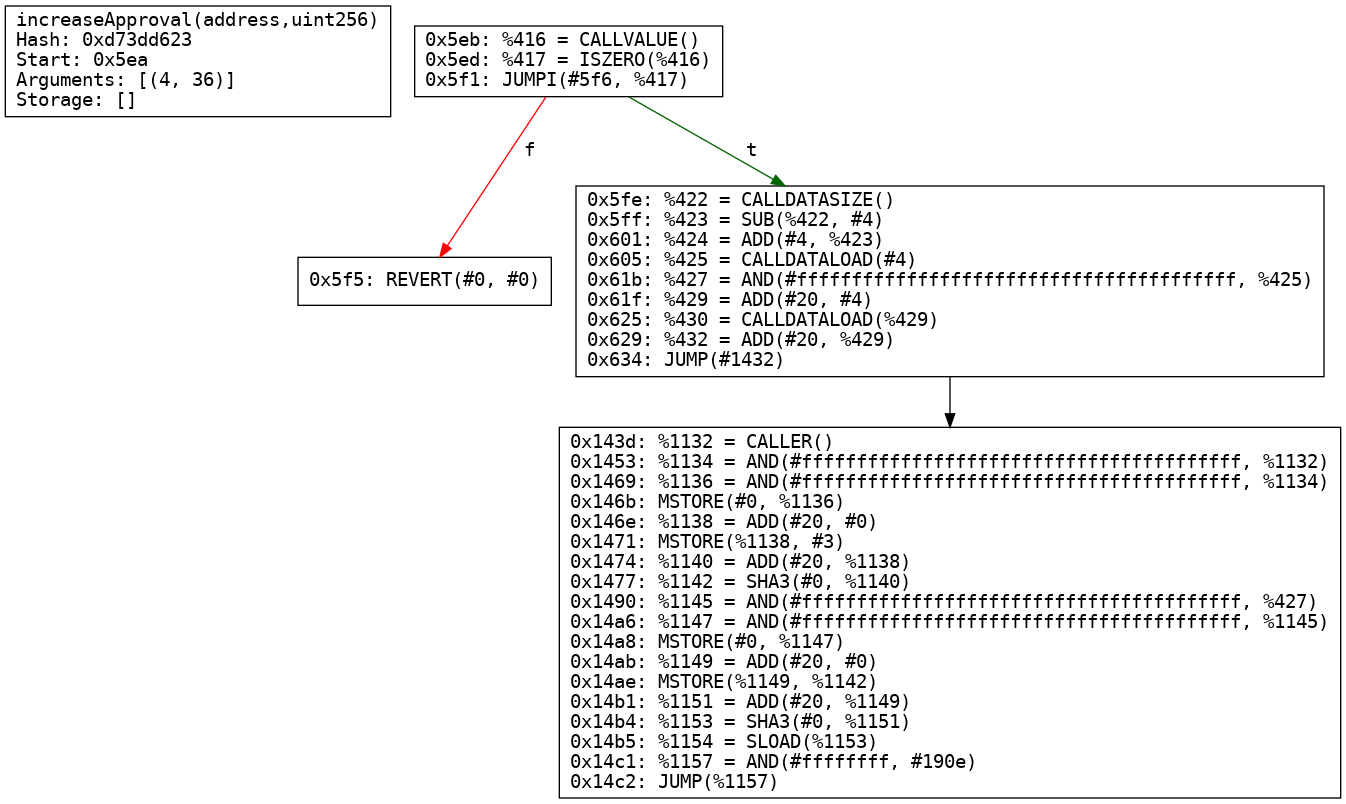 increaseApproval(address,uint256)
Hash: 0xd73dd623
Start: 0x5ea
Arguments: [(4, 36)]
Storage: []
0x5eb: %416 = CALLVALUE()
0x5ed: %417 = ISZERO(%416)
0x5f1: JUMPI(#5f6, %417)
f
t
0x5f5: REVERT(#0, #0)
0x5fe: %422 = CALLDATASIZE()
0x5ff: %423 = SUB(%422, #4)
0x601: %424 = ADD(#4, %423)
0x605: %425 = CALLDATALOAD(#4)
0x61b: %427 = AND(#ffffffffffffffffffffffffffffffffffffffff, %425)
0x61f: %429 = ADD(#20, #4)
0x625: %430 = CALLDATALOAD(%429)
0x629: %432 = ADD(#20, %429)
0x634: JUMP(#1432)
0x143d: %1132 = CALLER()
0x1453: %1134 = AND(#ffffffffffffffffffffffffffffffffffffffff, %1132)
0x1469: %1136 = AND(#ffffffffffffffffffffffffffffffffffffffff, %1134)
0x146b: MSTORE(#0, %1136)
0x146e: %1138 = ADD(#20, #0)
0x1471: MSTORE(%1138, #3)
0x1474: %1140 = ADD(#20, %1138)
0x1477: %1142 = SHA3(#0, %1140)
0x1490: %1145 = AND(#ffffffffffffffffffffffffffffffffffffffff, %427)
0x14a6: %1147 = AND(#ffffffffffffffffffffffffffffffffffffffff, %1145)
0x14a8: MSTORE(#0, %1147)
0x14ab: %1149 = ADD(#20, #0)
0x14ae: MSTORE(%1149, %1142)
0x14b1: %1151 = ADD(#20, %1149)
0x14b4: %1153 = SHA3(#0, %1151)
0x14b5: %1154 = SLOAD(%1153)
0x14c1: %1157 = AND(#ffffffff, #190e)
0x14c2: JUMP(%1157)